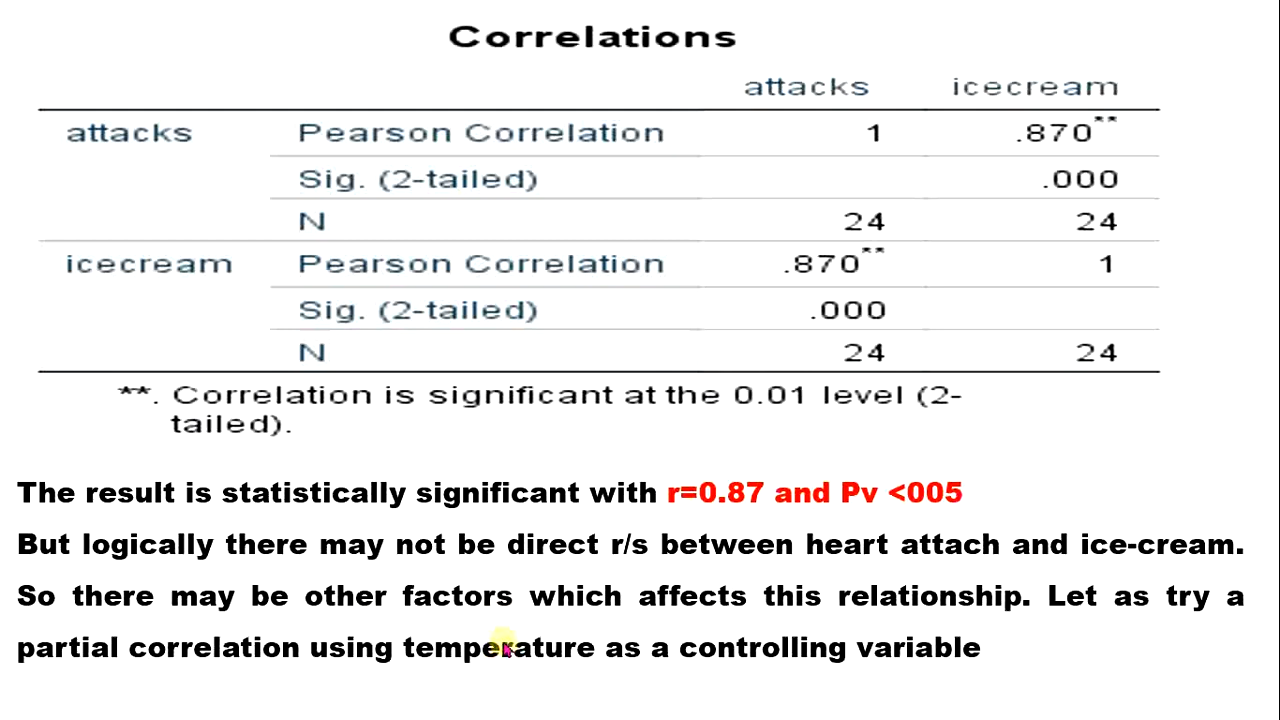 Correlations
attacks icecream
attacks Pearson Correlation 1 .870**
Sig. (2-tailed) .000
N 24 24
icecream Pearson Correlation .870** 1
Sig. (2-tailed) .000
N 24 24
**. Correlation is significant at the 0.01 level (2-
tailed).
The result is statistically significant with r=0.87 and Pv <005
But logically there may not be direct r/s between heart attach and ice-cream.
So there may be other factors which affects this relationship. Let as try a
partial correlation using temperature as a controlling variable